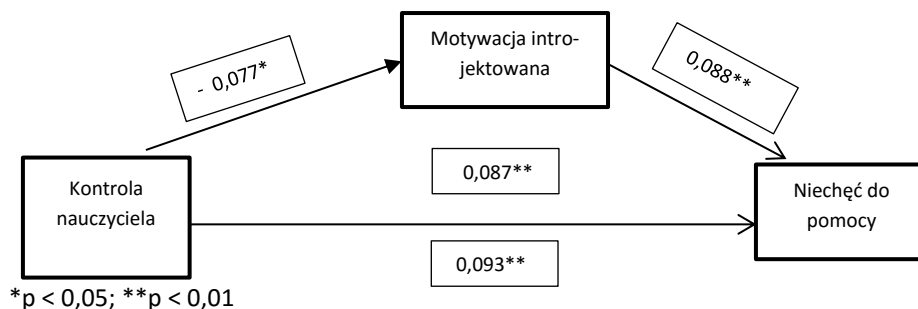 Motywacja intro-
jektowana
- 0,077*
0,088**
0,087**
Kontrola
nauczyciela
Niechęć do
pomocy
0,093**
*p < 0,05; **p < 0,01